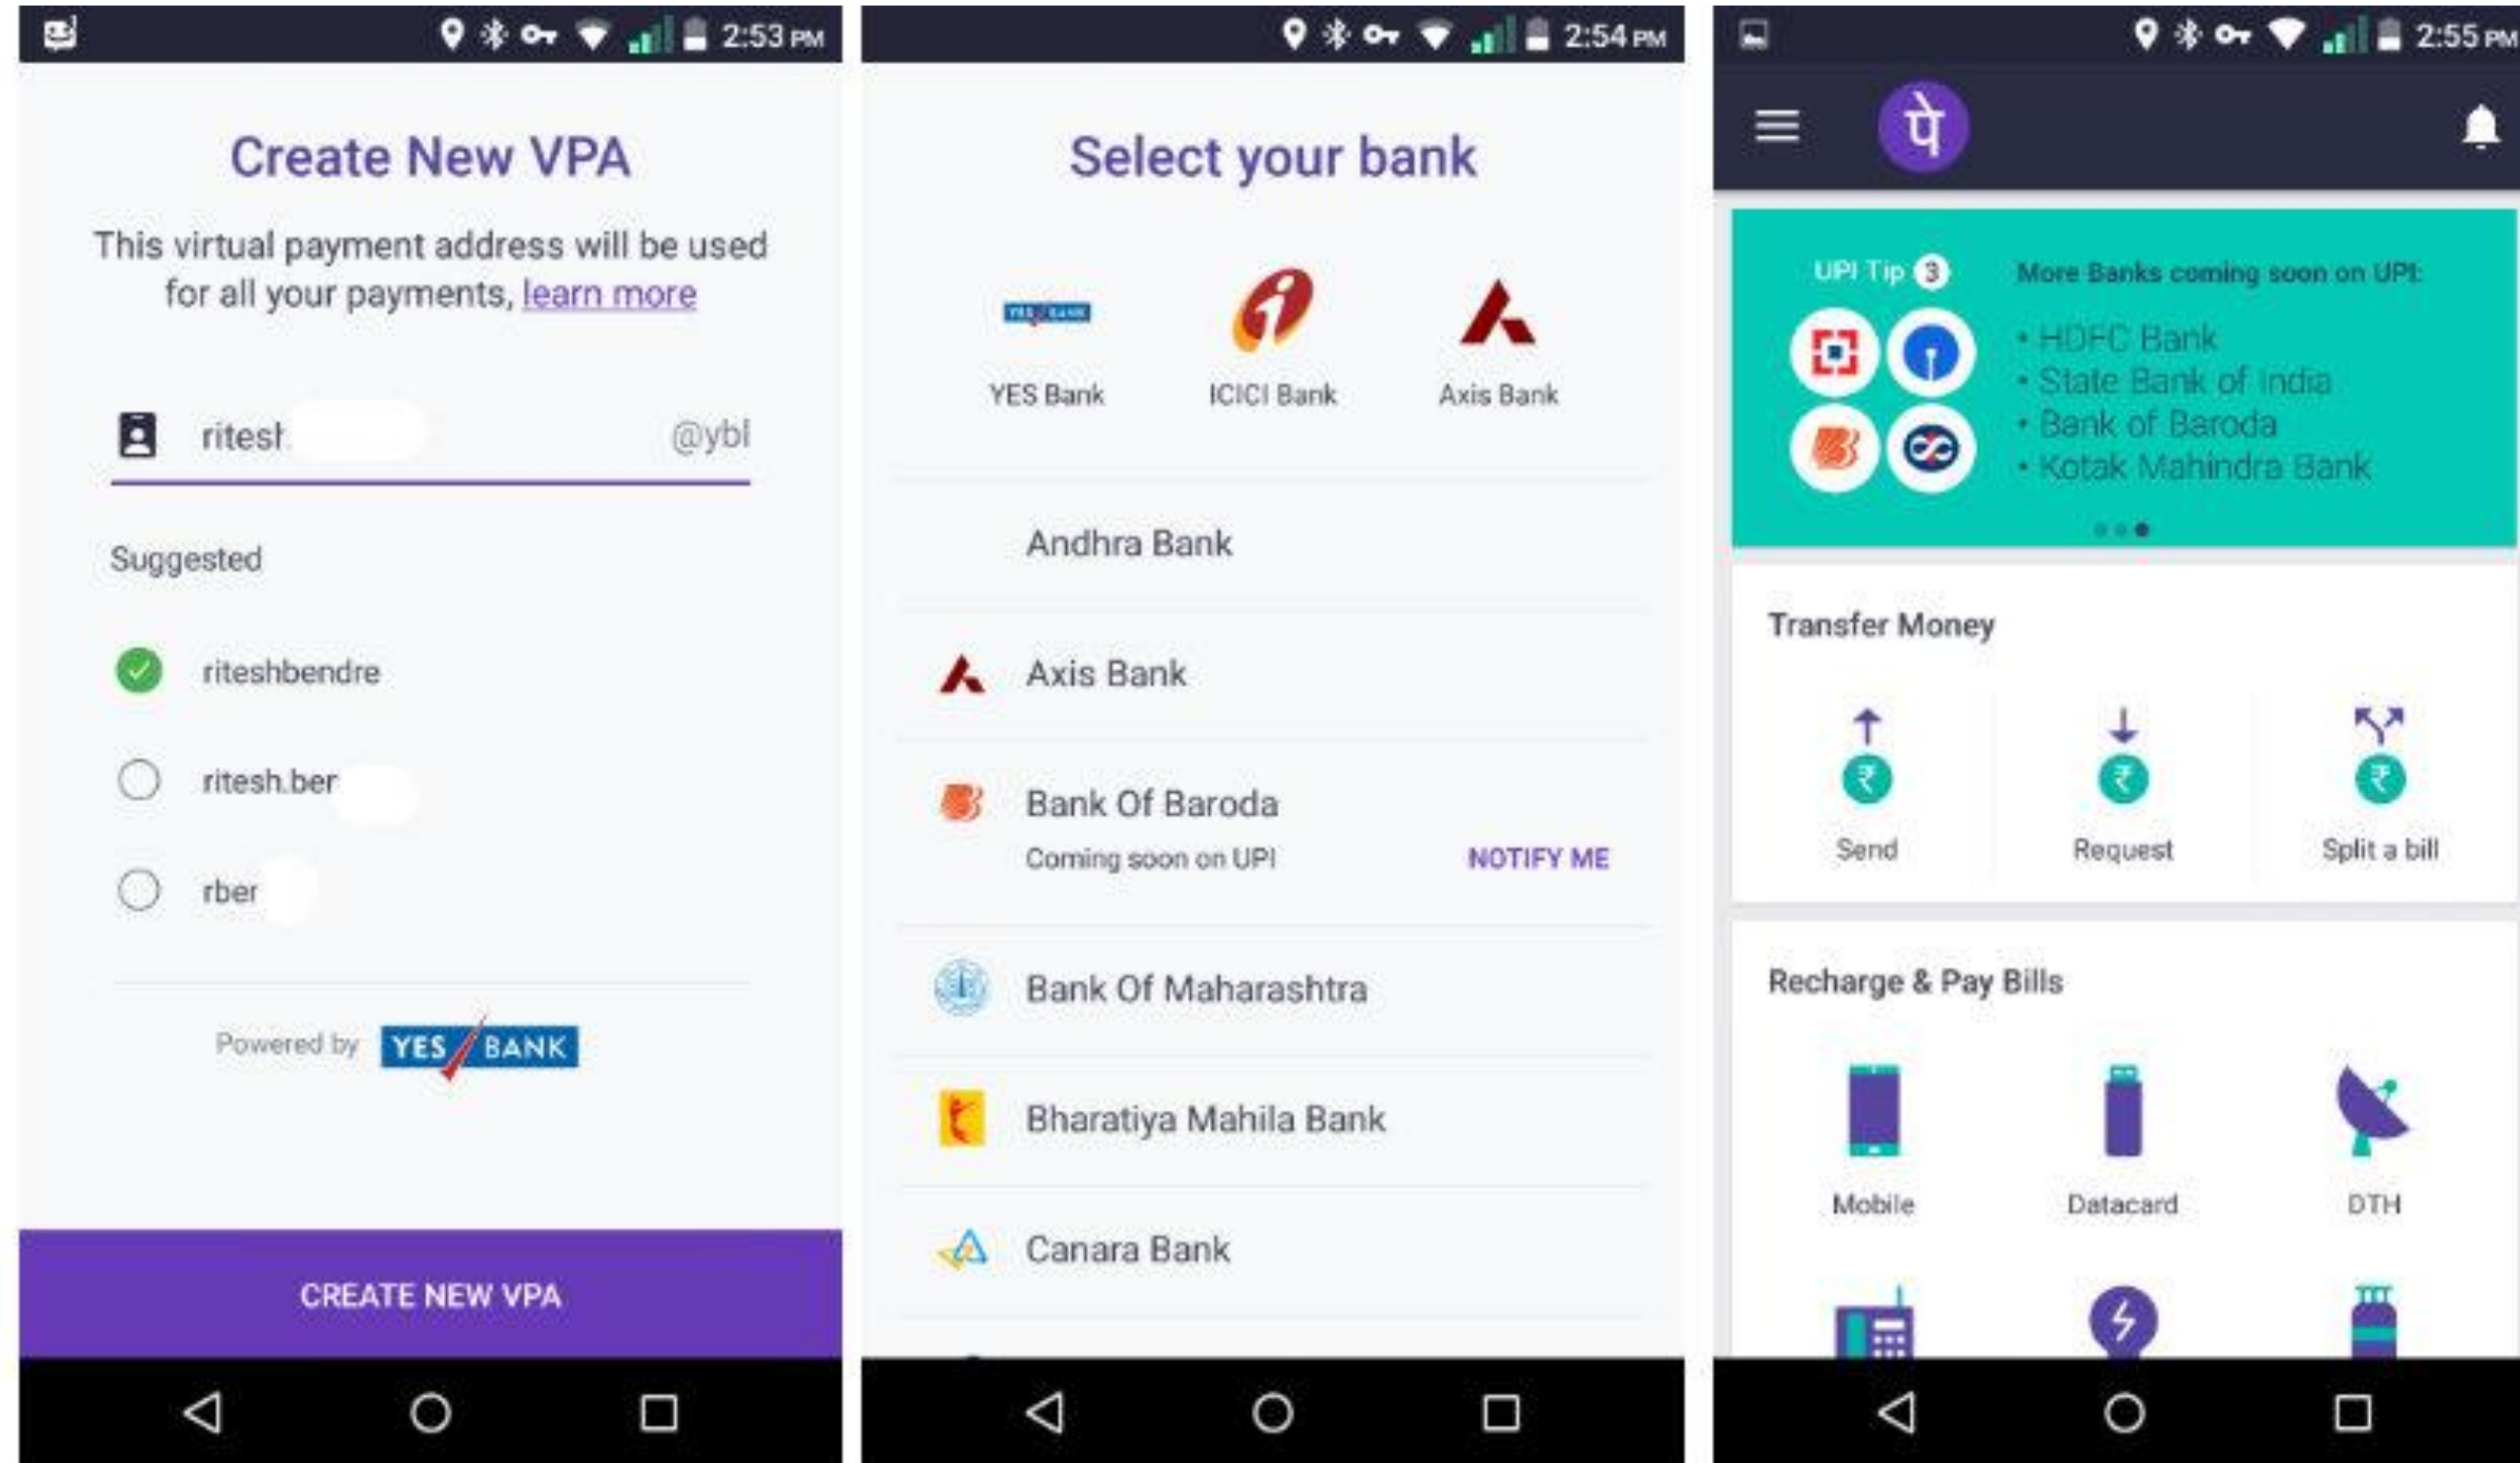 2:53 PM
Create New VPA
This virtual payment address will be used
for all your payments, learn more
@ybl
Suggested
riteshbendre
ritesh.ber
rber
Powered by YES BANK
CREATE NEW VPA
2:54 PM
Select your bank
YES BANK
YES Bank ICICI Bank Axis Bank
Andhra Bank
Axis Bank
Bank Of Baroda
Coming soon on UPI NOTIFY ME
Bank Of Maharashtra
Bharatiya Mahila Bank
Canara Bank
2:55 PM
पे
UPI Tip 3
More Banks coming soon on UPI:
• HDFC Bank
• State Bank of India
• Bank of Baroda
• Kotak Mahindra Bank
Transfer Money
₹ ₹ ₹
Send Request Split a bill
Recharge & Pay Bills
Mobile Datacard DTH